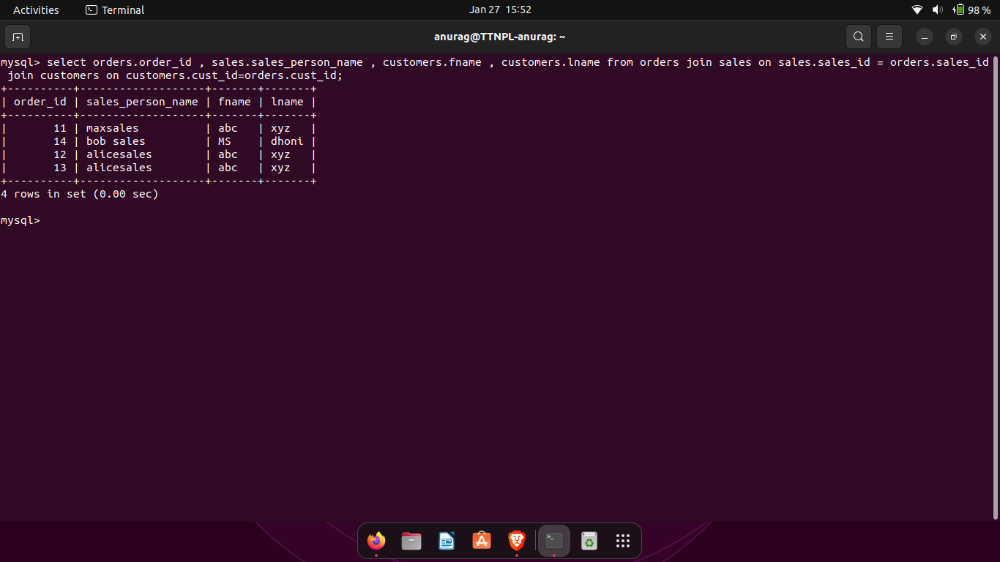 Activities
Terminal
Jan 27 15:52
98 %
anurag@TTNPL-anurag: ~
mysql> select orders.order_id , sales.sales_person_name , customers.fname , customers.lname from orders join sales on sales.sales_id = orders.sales_id
 join customers on customers.cust_id=orders.cust_id;
+----------+-------------------+-------+-------+
| order_id | sales_person_name | fname | lname |
+----------+-------------------+-------+-------+
|       11 | maxsales          | abc   | xyz   |
|       14 | bob sales         | MS    | dhoni |
|       12 | alicesales        | abc   | xyz   |
|       13 | alicesales        | abc   | xyz   |
+----------+-------------------+-------+-------+
4 rows in set (0.00 sec)

mysql>